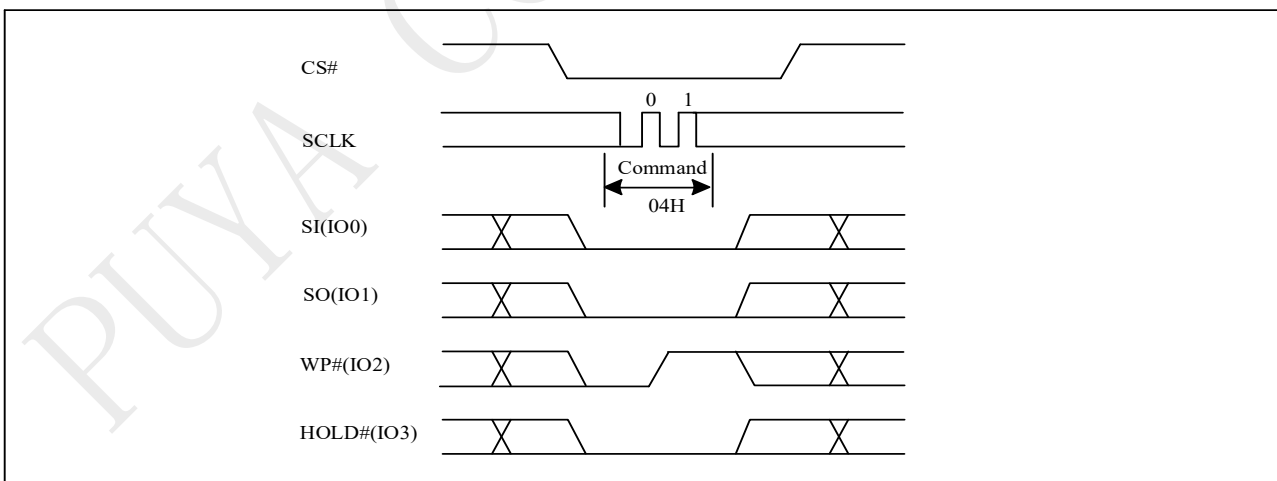 CS#
0 1
SCLK
Command
04H
SI(IO0)
SO(IO1)
WP#(IO2)
HOLD#(IO3)
PUYA